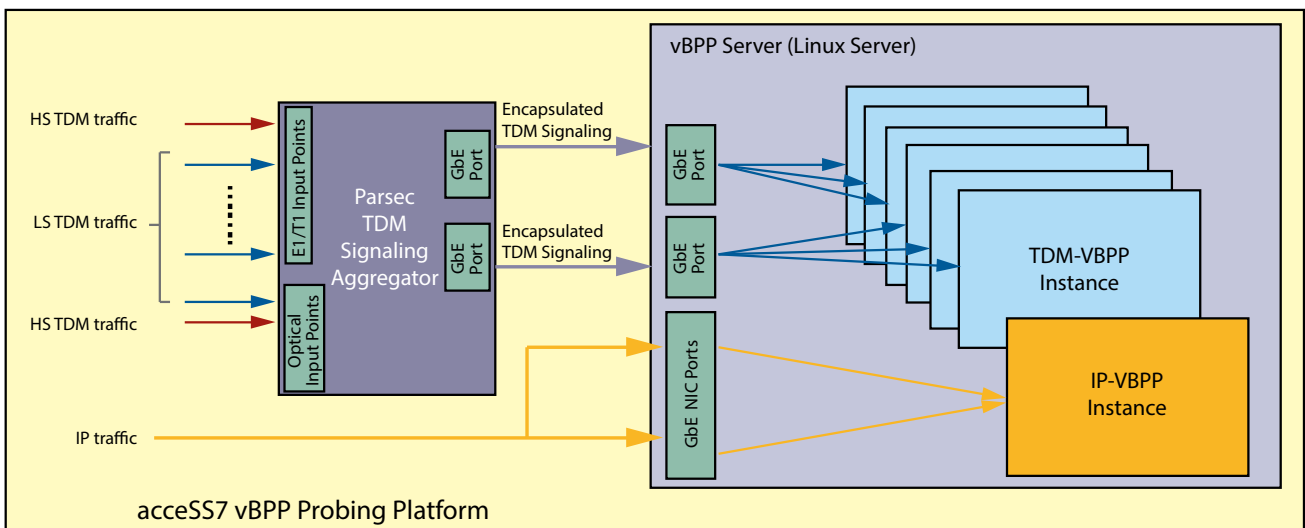 vBPP Server (Linux Server)
HS TDM traffic
LS TDM traffic
HS TDM traffic
IP traffic
E1/T1 Input Points
Optical
Input Points
Parsec
TDM
Signaling
Aggregator
GbE
Port
GbE
Port
Encapsulated
TDM Signaling
Encapsulated
TDM Signaling
GbE
Port
GbE
Port
GbE NIC Ports
TDM-VBPP
Instance
IP-VBPP
Instance
acceSS7 vBPP Probing Platform